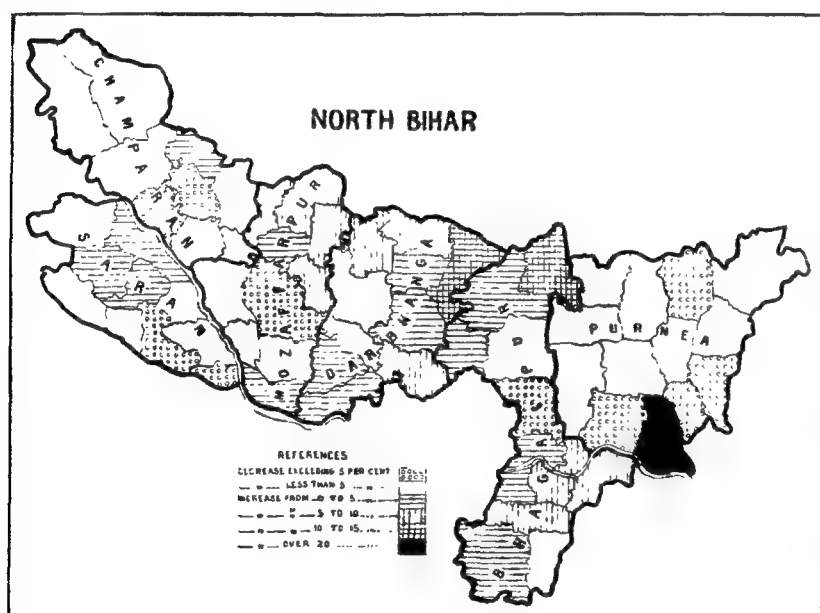 NORTH BIHAR
CHAMPARAN
SARAN
MOZAFFARPUR
DARBHANGA
BHAGALPUR
PURNEA
REFERENCES
DECREASE EXCEEDING 5 PER CENT
" LESS THAN 5 "
INCREASE FROM 0 TO 5
" " 5 TO 10
" " 10 TO 15
" OVER 20